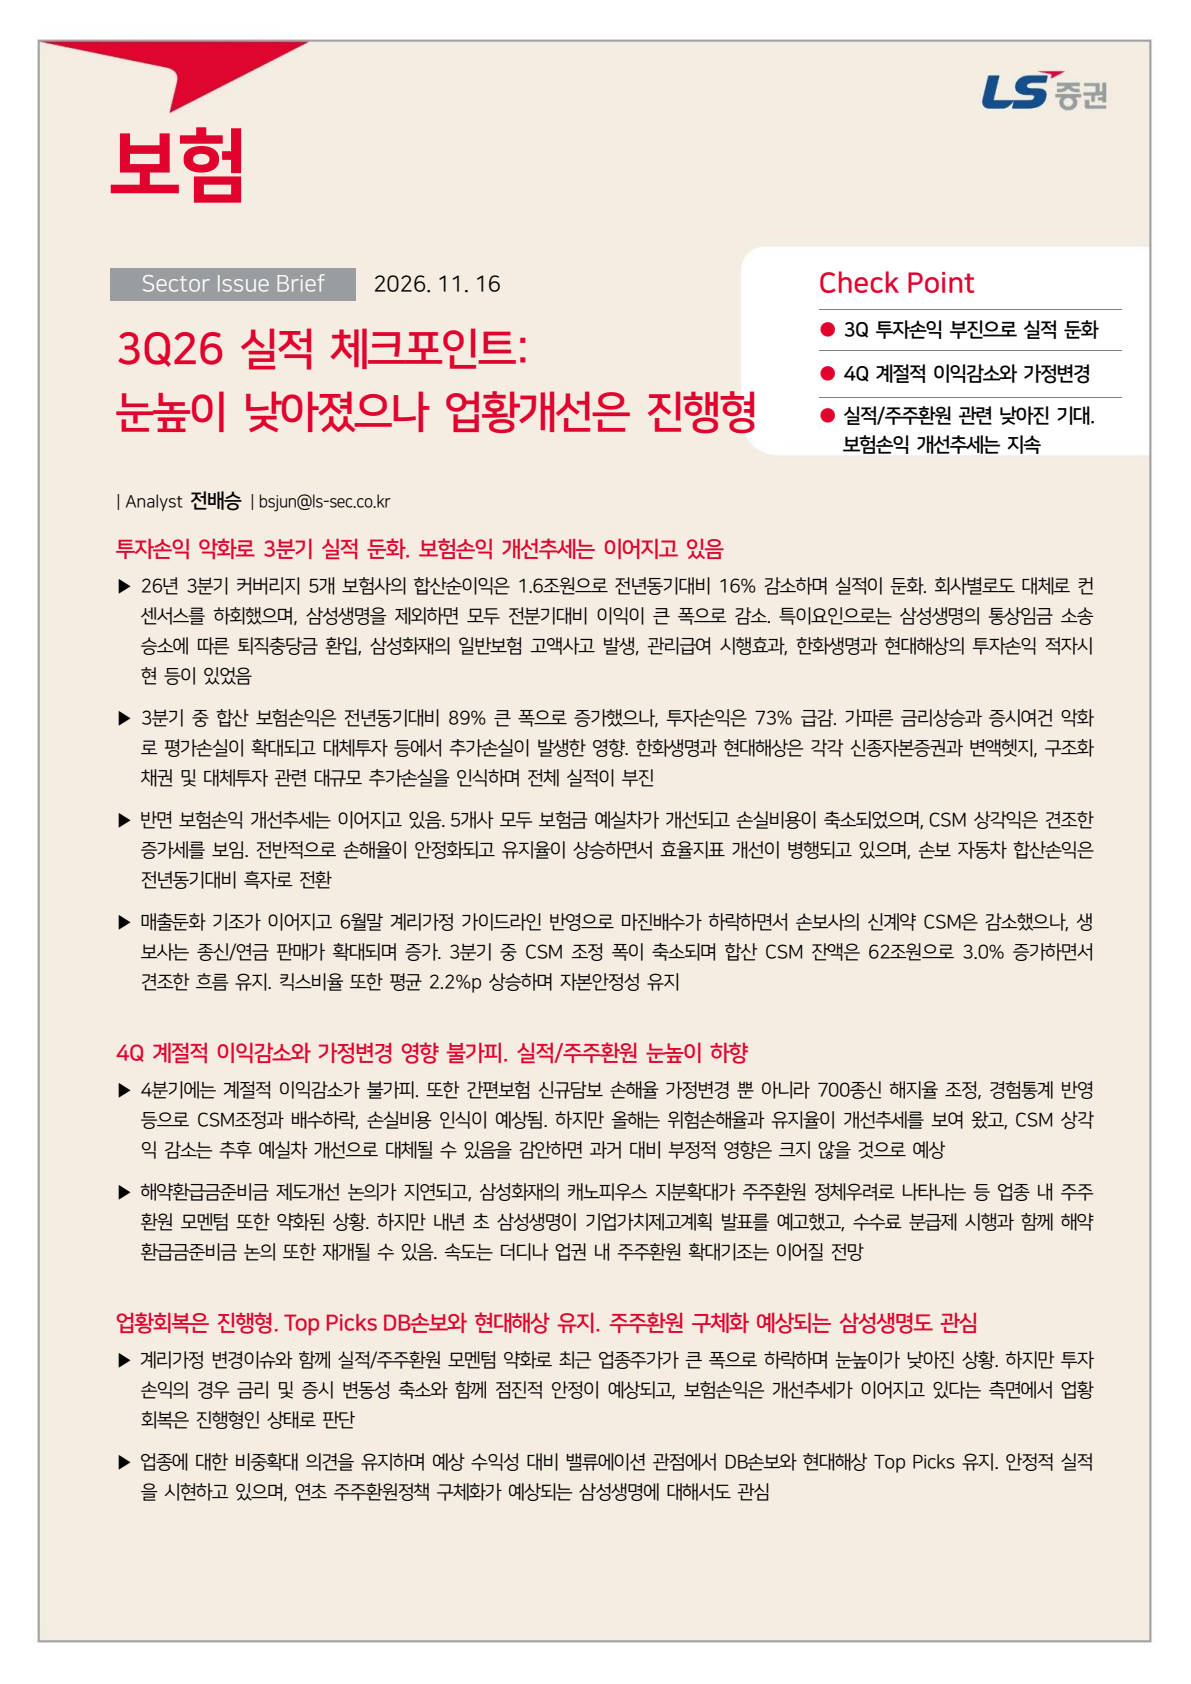 LS 증권
보험
Sector Issue Brief 2026. 11. 16
3Q26 실적 체크포인트:
눈높이 낮아졌으나 업황개선은 진행형
Check Point
● 3Q 투자손익 부진으로 실적 둔화
● 4Q 계절적 이익감소와 가정변경
● 실적/주주환원 관련 낮아진 기대.
보험손익 개선추세는 지속
| Analyst 전배승 | bsjun@ls-sec.co.kr
투자손익 악화로 3분기 실적 둔화. 보험손익 개선추세는 이어지고 있음
▶ 26년 3분기 커버리지 5개 보험사의 합산순이익은 1.6조원으로 전년동기대비 16% 감소하며 실적이 둔화. 회사별로도 대체로 컨
센서스를 하회했으며, 삼성생명을 제외하면 모두 전분기대비 이익이 큰 폭으로 감소. 특이요인으로는 삼성생명의 통상임금 소송
승소에 따른 퇴직충당금 환입, 삼성화재의 일반보험 고액사고 발생, 관리급여 시행효과, 한화생명과 현대해상의 투자손익 적자시
현 등이 있었음
▶ 3분기 중 합산 보험손익은 전년동기대비 89% 큰 폭으로 증가했으나, 투자손익은 73% 급감. 가파른 금리상승과 증시여건 악화
로 평가손실이 확대되고 대체투자 등에서 추가손실이 발생한 영향. 한화생명과 현대해상은 각각 신종자본증권과 변액헷지, 구조화
채권 및 대체투자 관련 대규모 추가손실을 인식하며 전체 실적이 부진
▶ 반면 보험손익 개선추세는 이어지고 있음. 5개사 모두 보험금 예실차가 개선되고 손실비용이 축소되었으며, CSM 상각익은 견조한
증가세를 보임. 전반적으로 손해율이 안정화되고 유지율이 상승하면서 효율지표 개선이 병행되고 있으며, 손보 자동차 합산손익은
전년동기대비 흑자로 전환
▶ 매출둔화 기조가 이어지고 6월말 계리가정 가이드라인 반영으로 마진배수가 하락하면서 손보사의 신계약 CSM은 감소했으나, 생
보사는 종신/연금 판매가 확대되며 증가. 3분기 중 CSM 조정 폭이 축소되며 합산 CSM 잔액은 62조원으로 3.0% 증가하면서
견조한 흐름 유지. 킥스비율 또한 평균 2.2%p 상승하며 자본안정성 유지
4Q 계절적 이익감소와 가정변경 영향 불가피. 실적/주주환원 눈높이 하향
▶ 4분기에는 계절적 이익감소가 불가피. 또한 간편보험 신규담보 손해율 가정변경 뿐 아니라 700종신 해지율 조정, 경험통계 반영
등으로 CSM조정과 배수하락, 손실비용 인식이 예상됨. 하지만 올해는 위험손해율과 유지율이 개선추세를 보여 왔고, CSM 상각
익 감소는 추후 예실차 개선으로 대체될 수 있음을 감안하면 과거 대비 부정적 영향은 크지 않을 것으로 예상
▶ 해약환급금준비금 제도개선 논의가 지연되고, 삼성화재의 캐노피우스 지분확대가 주주환원 정체우려로 나타나는 등 업종 내 주주
환원 모멘텀 또한 약화된 상황. 하지만 내년 초 삼성생명이 기업가치제고계획 발표를 예고했고, 수수료 분급제 시행과 함께 해약
환급금준비금 논의 또한 재개될 수 있음. 속도는 더디나 업권 내 주주환원 확대기조는 이어질 전망
업황회복은 진행형. Top Picks DB손보와 현대해상 유지. 주주환원 구체화 예상되는 삼성생명도 관심
▶ 계리가정 변경이슈와 함께 실적/주주환원 모멘텀 약화로 최근 업종주가가 큰 폭으로 하락하며 눈높이가 낮아진 상황. 하지만 투자
손익의 경우 금리 및 증시 변동성 축소와 함께 점진적 안정이 예상되고, 보험손익은 개선추세가 이어지고 있다는 측면에서 업황
회복은 진행형인 상태로 판단
▶ 업종에 대한 비중확대 의견을 유지하며 예상 수익성 대비 밸류에이션 관점에서 DB손보와 현대해상 Top Picks 유지. 안정적 실적
을 시현하고 있으며, 연초 주주환원정책 구체화가 예상되는 삼성생명에 대해서도 관심